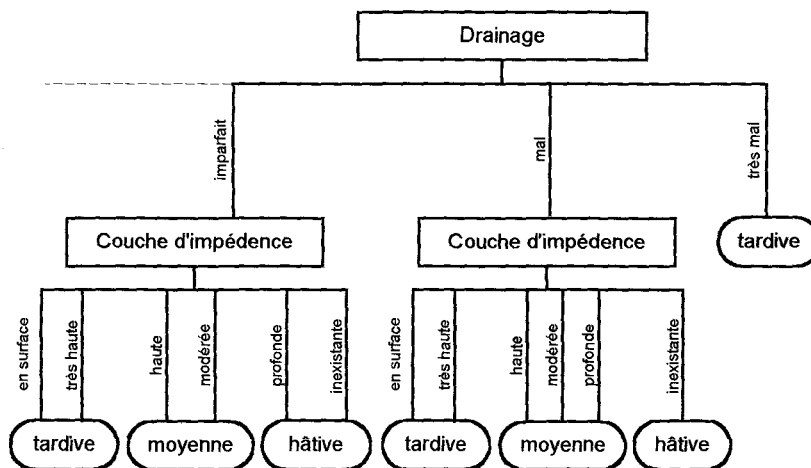 Drainage
imparfait
mal
très mal
Couche d'impédence
Couche d'impédence
tardive
en surface
très haute
haute
modérée
profonde
inexistante
en surface
très haute
haute
modérée
profonde
inexistante
tardive
moyenne
hâtive
tardive
moyenne
hâtive